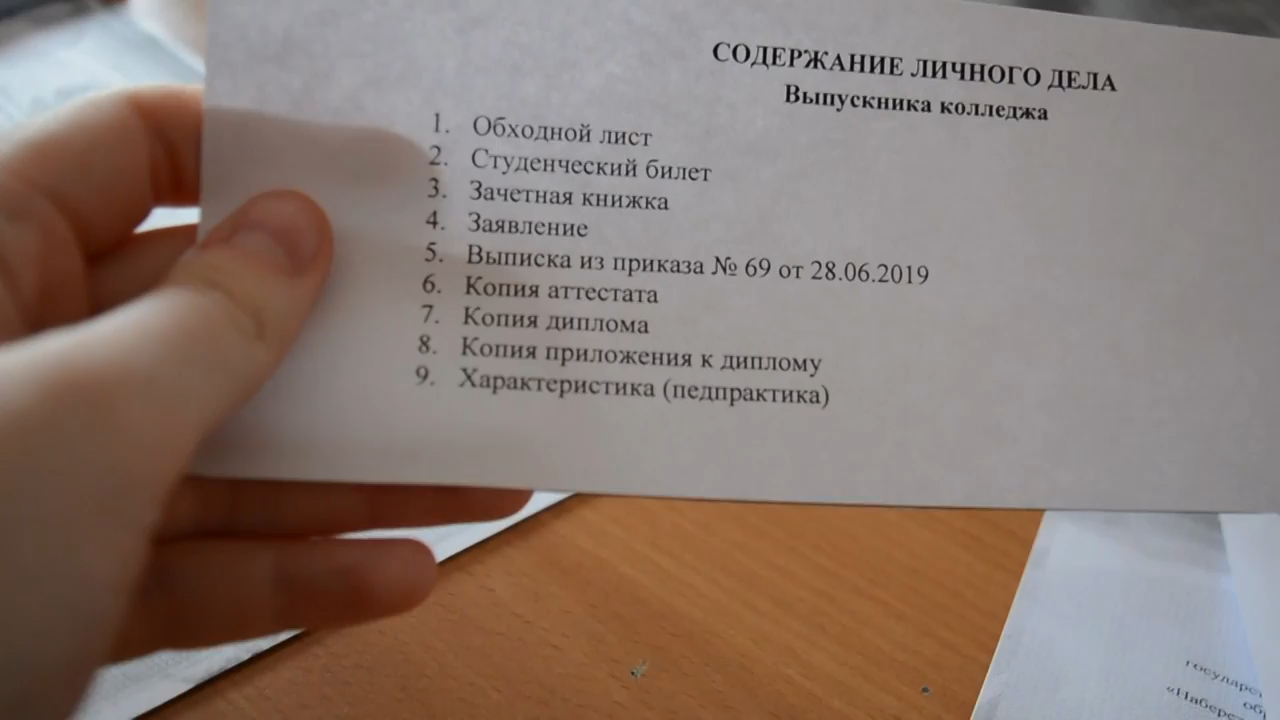 СОДЕРЖАНИЕ ЛИЧНОГО ДЕЛА
Выпускника колледжа
1. Обходной лист
2. Студенческий билет
3. Зачетная книжка
4. Заявление
5. Выписка из приказа № 69 от 28.06.2019
6. Копия аттестата
7. Копия диплома
8. Копия приложения к диплому
9. Характеристика (педпрактика)